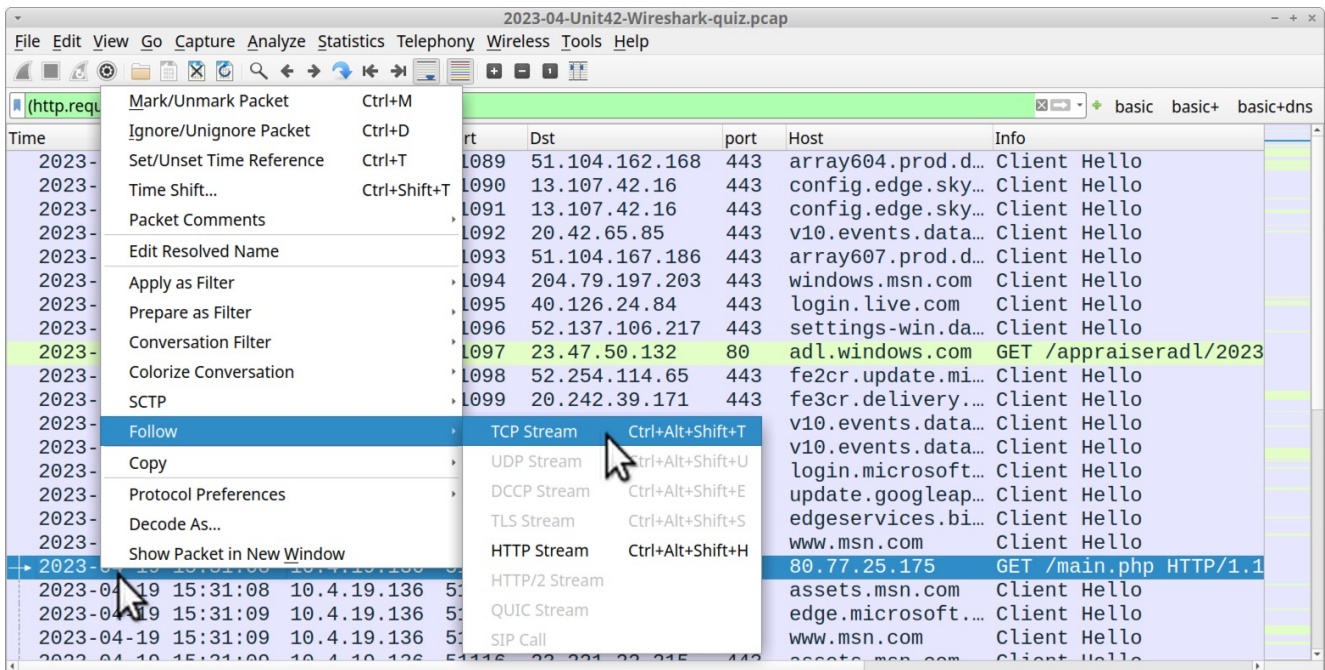 2023-04-Unit42-Wireshark-quiz.pcap
File Edit View Go Capture Analyze Statistics Telephony Wireless Tools Help
(http.requ basic basic+ basic+dns
Time rt Dst port Host Info
Mark/Unmark Packet Ctrl+M
Ignore/Unignore Packet Ctrl+D
Set/Unset Time Reference Ctrl+T
Time Shift... Ctrl+Shift+T
Packet Comments
Edit Resolved Name
Apply as Filter
Prepare as Filter
Conversation Filter
Colorize Conversation
SCTP
Follow
Copy
Protocol Preferences
Decode As...
Show Packet in New Window
TCP Stream Ctrl+Alt+Shift+T
UDP Stream Ctrl+Alt+Shift+U
DCCP Stream Ctrl+Alt+Shift+E
TLS Stream Ctrl+Alt+Shift+S
HTTP Stream Ctrl+Alt+Shift+H
HTTP/2 Stream
QUIC Stream
SIP Call
2023- 1089 51.104.162.168 443 array604.prod.d… Client Hello
2023- 1090 13.107.42.16 443 config.edge.sky… Client Hello
2023- 1091 13.107.42.16 443 config.edge.sky… Client Hello
2023- 1092 20.42.65.85 443 v10.events.data… Client Hello
2023- 1093 51.104.167.186 443 array607.prod.d… Client Hello
2023- 1094 204.79.197.203 443 windows.msn.com Client Hello
2023- 1095 40.126.24.84 443 login.live.com Client Hello
2023- 1096 52.137.106.217 443 settings-win.da… Client Hello
2023- 1097 23.47.50.132 80 adl.windows.com GET /appraiseradl/2023
2023- 1098 52.254.114.65 443 fe2cr.update.mi… Client Hello
2023- 1099 20.242.39.171 443 fe3cr.delivery.… Client Hello
2023- v10.events.data… Client Hello
2023- v10.events.data… Client Hello
2023- login.microsoft… Client Hello
2023- update.googleap… Client Hello
2023- edgeservices.bi… Client Hello
2023- www.msn.com Client Hello
2023- 80.77.25.175 GET /main.php HTTP/1.1
2023-04-19 15:31:08 10.4.19.136 51 assets.msn.com Client Hello
2023-04-19 15:31:09 10.4.19.136 51 edge.microsoft.… Client Hello
2023-04-19 15:31:09 10.4.19.136 51 www.msn.com Client Hello